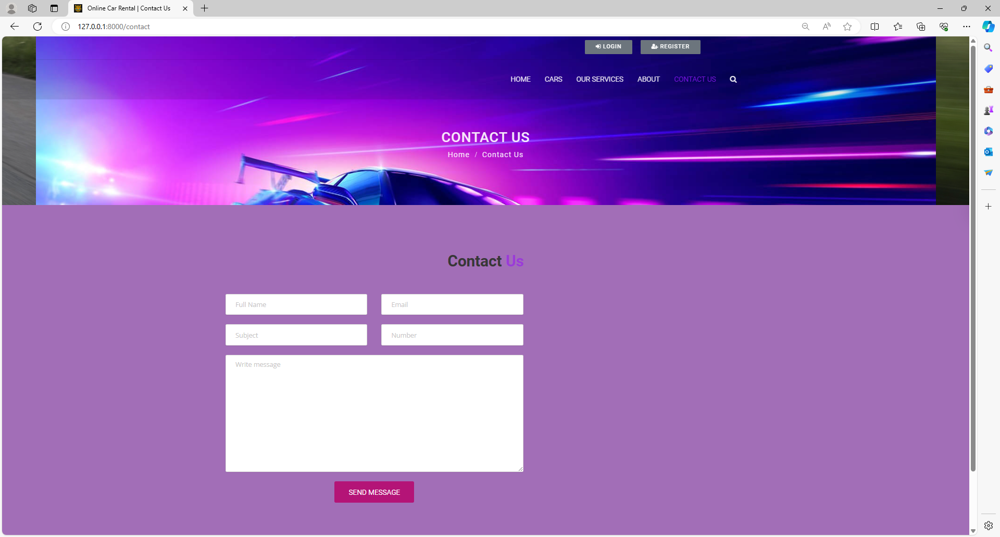 Online Car Rental | Contact Us
127.0.0.1:8000/contact
LOGIN
REGISTER
HOME
CARS
OUR SERVICES
ABOUT
CONTACT US
CONTACT US
Home / Contact Us
Contact Us
Full Name
Email
Subject
Number
Write message
SEND MESSAGE